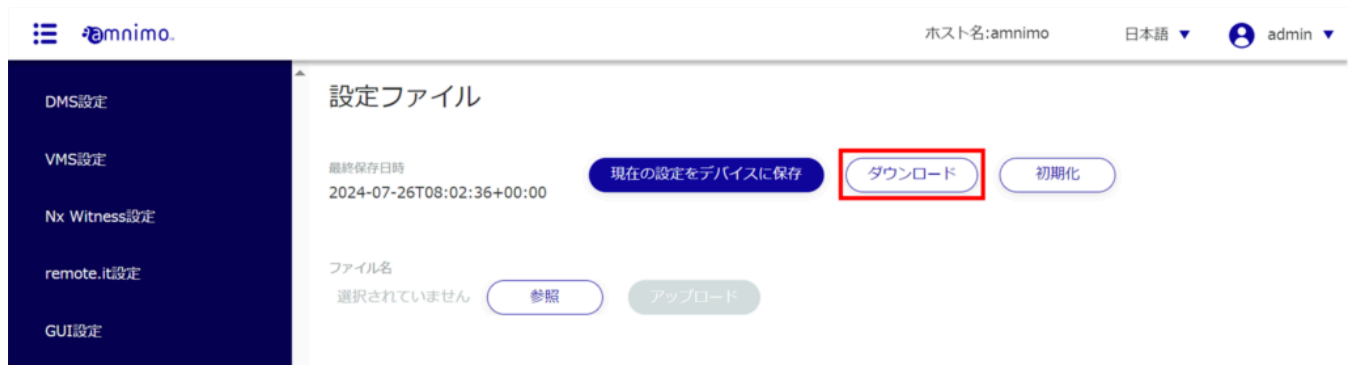 amnimo
ホスト名:amnimo
日本語 ▼
admin ▼
DMS設定
VMS設定
Nx Witness設定
remote.it設定
GUI設定
設定ファイル
最終保存日時
2024-07-26T08:02:36+00:00
現在の設定をデバイスに保存
ダウンロード
初期化
ファイル名
選択されていません
参照
アップロード